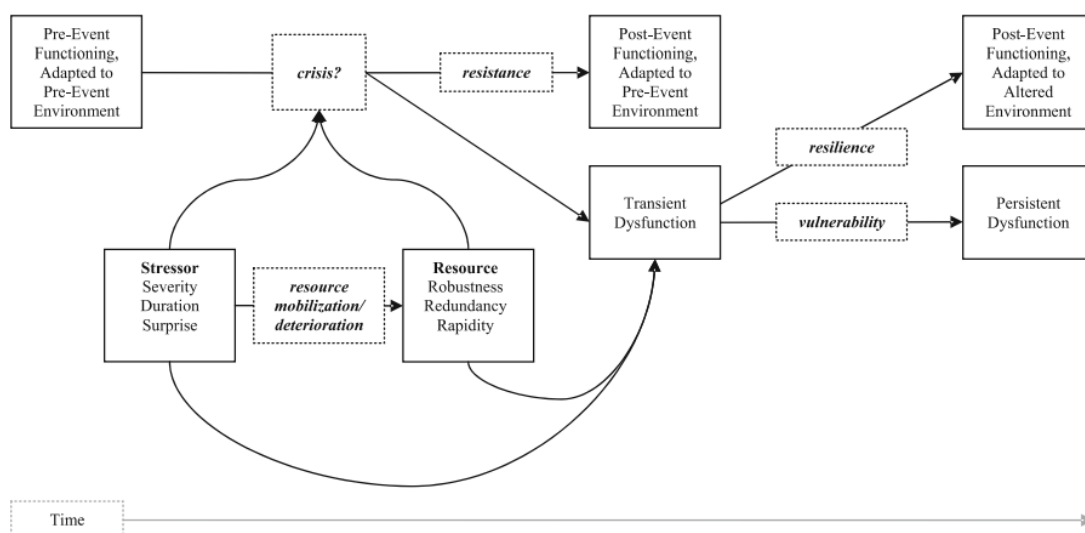 Pre-Event
Functioning,
Adapted to
Pre-Event
Environment
crisis?
resistance
Post-Event
Functioning,
Adapted to
Pre-Event
Environment
Post-Event
Functioning,
Adapted to
Altered
Environment
resilience
Transient
Dysfunction
vulnerability
Persistent
Dysfunction
Stressor
Severity
Duration
Surprise
resource
mobilization/
deterioration
Resource
Robustness
Redundancy
Rapidity
Time